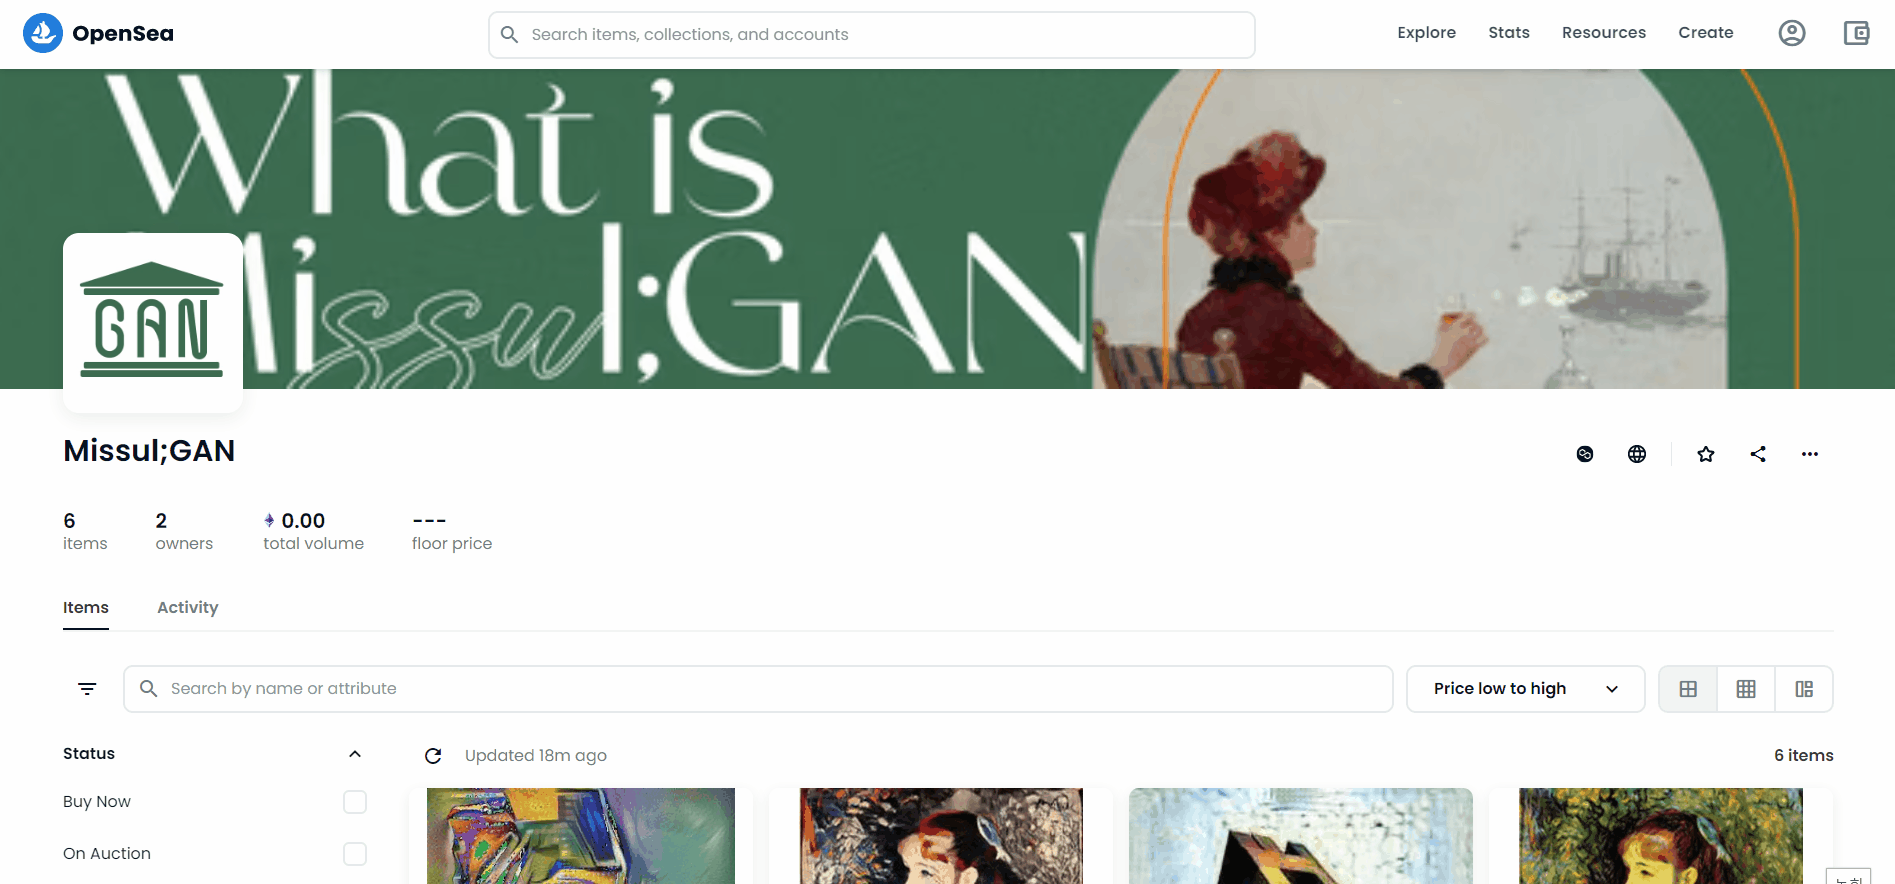 OpenSea
Search items, collections, and accounts
Explore
Stats
Resources
Create
What is
Missul;GAN
GAN
Missul;GAN
6
items
2
owners
0.00
total volume
---
floor price
Items
Activity
Search by name or attribute
Price low to high
Status
Updated 18m ago
6 items
Buy Now
On Auction